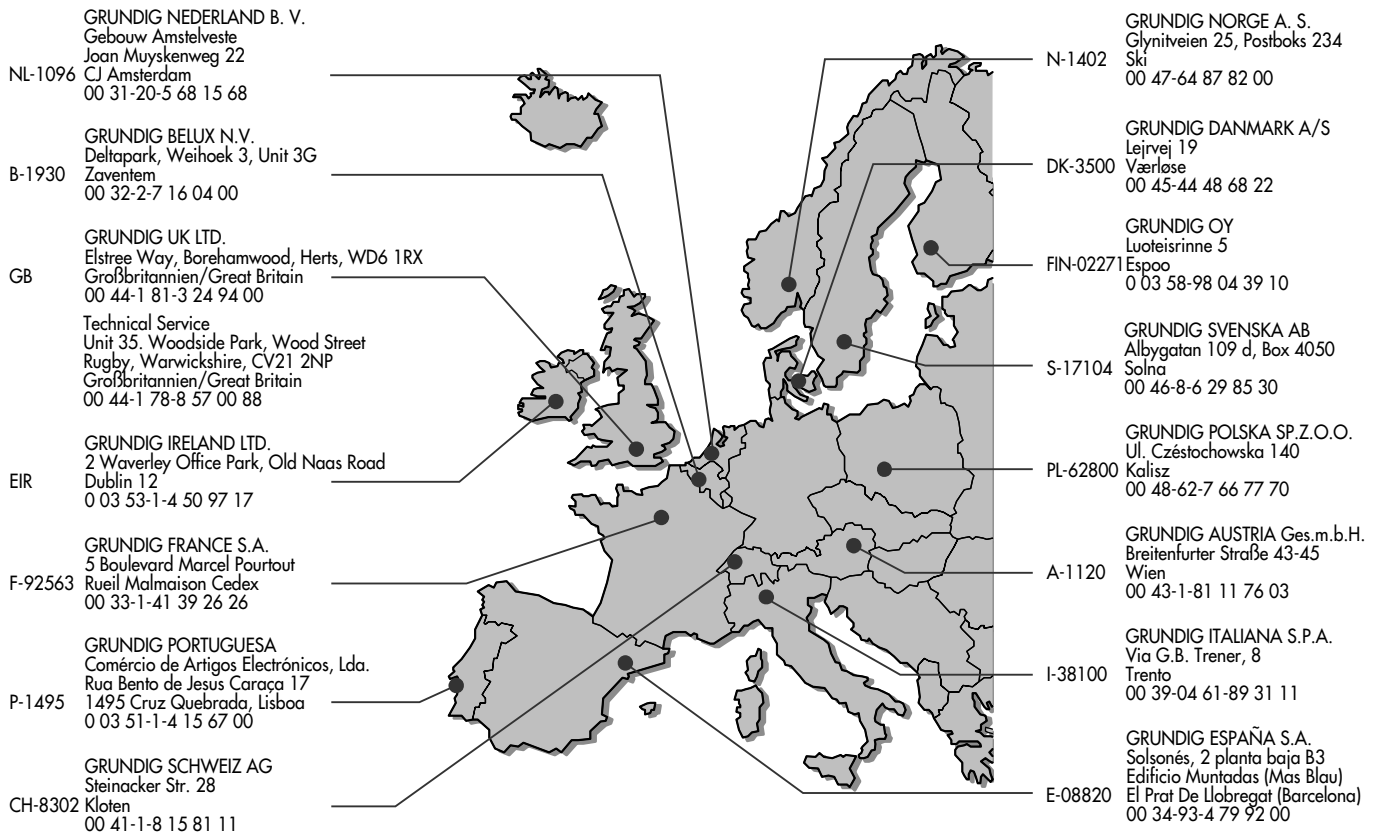 GRUNDIG NEDERLAND B. V.
Gebouw Amstelveste
Joan Muyskenweg 22
NL-1096 CJ Amsterdam
00 31-20-5 68 15 68
GRUNDIG BELUX N.V.
Deltapark, Weihoek 3, Unit 3G
B-1930 Zaventem
00 32-2-7 16 04 00
GRUNDIG UK LTD.
Elstree Way, Borehamwood, Herts, WD6 1RX
GB Großbritannien/Great Britain
00 44-1 81-3 24 94 00
Technical Service
Unit 35. Woodside Park, Wood Street
Rugby, Warwickshire, CV21 2NP
Großbritannien/Great Britain
00 44-1 78-8 57 00 88
GRUNDIG IRELAND LTD.
2 Waverley Office Park, Old Naas Road
EIR Dublin 12
0 03 53-1-4 50 97 17
GRUNDIG FRANCE S.A.
5 Boulevard Marcel Pourtout
F-92563 Rueil Malmaison Cedex
00 33-1-41 39 26 26
GRUNDIG PORTUGUESA
Comércio de Artigos Electrónicos, Lda.
Rua Bento de Jesus Caraça 17
P-1495 1495 Cruz Quebrada, Lisboa
0 03 51-1-4 15 67 00
GRUNDIG SCHWEIZ AG
Steinacker Str. 28
CH-8302 Kloten
00 41-1-8 15 81 11
GRUNDIG NORGE A. S.
Glynitveien 25, Postboks 234
N-1402 Ski
00 47-64 87 82 00
GRUNDIG DANMARK A/S
Lejrvej 19
DK-3500 Værløse
00 45-44 48 68 22
GRUNDIG OY
Luoteisrinne 5
FIN-02271 Espoo
0 03 58-98 04 39 10
GRUNDIG SVENSKA AB
Albygatan 109 d, Box 4050
S-17104 Solna
00 46-8-6 29 85 30
GRUNDIG POLSKA SP.Z.O.O.
Ul. Czéstochowska 140
PL-62800 Kalisz
00 48-62-7 66 77 70
GRUNDIG AUSTRIA Ges.m.b.H.
Breitenfurter Straße 43-45
A-1120 Wien
00 43-1-81 11 76 03
GRUNDIG ITALIANA S.P.A.
Via G.B. Trener, 8
I-38100 Trento
00 39-04 61-89 31 11
GRUNDIG ESPAÑA S.A.
Solsonés, 2 planta baja B3
Edificio Muntadas (Mas Blau)
E-08820 El Prat De Llobregat (Barcelona)
00 34-93-4 79 92 00